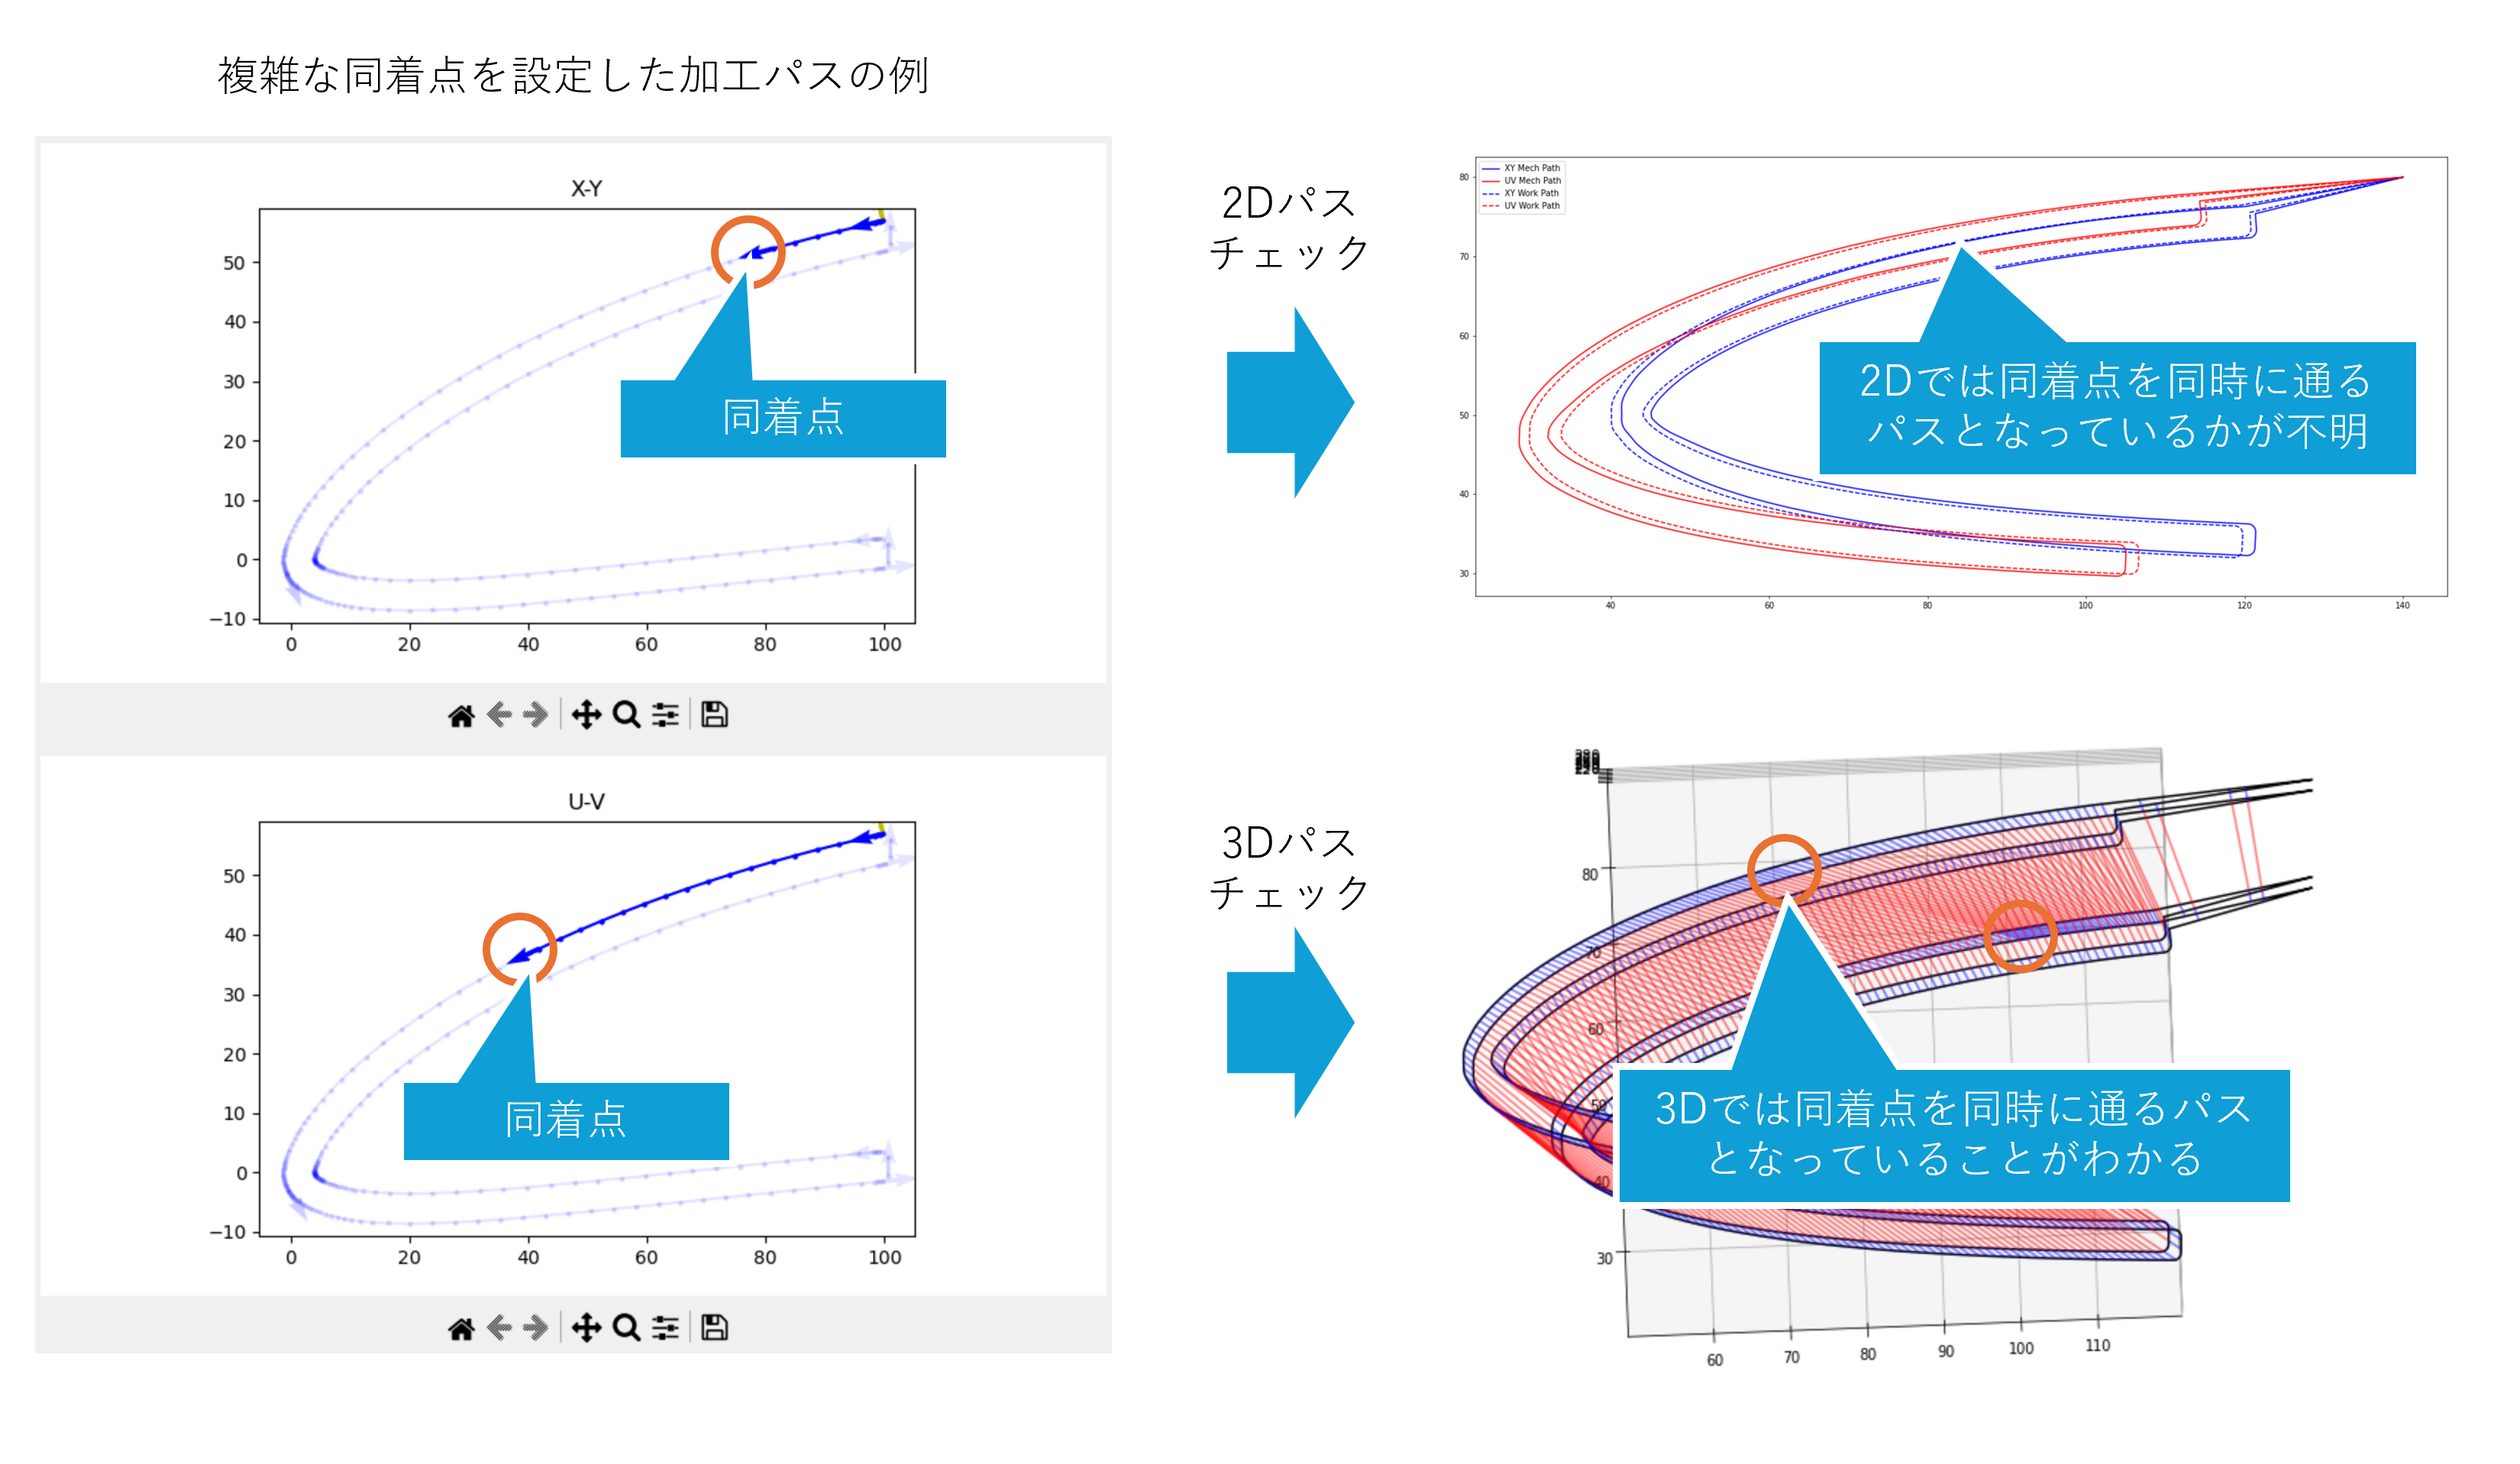 複雑な同着点を設定した加工パスの例
X-Y
50
40
30
20
10
0
−10
0 20 40 60 80 100
同着点
U-V
50
40
30
20
10
0
−10
0 20 40 60 80 100
同着点
2Dパス
チェック
XY Mech Path
UV Mech Path
XY Work Path
UV Work Path
80
70
60
50
40
30
40 60 80 100 120 140
2Dでは同着点を同時に通る
パスとなっているかが不明
3Dパス
チェック
80
70
60
50
40
30
60 70 80 90 100 110
3Dでは同着点を同時に通るパス
となっていることがわかる